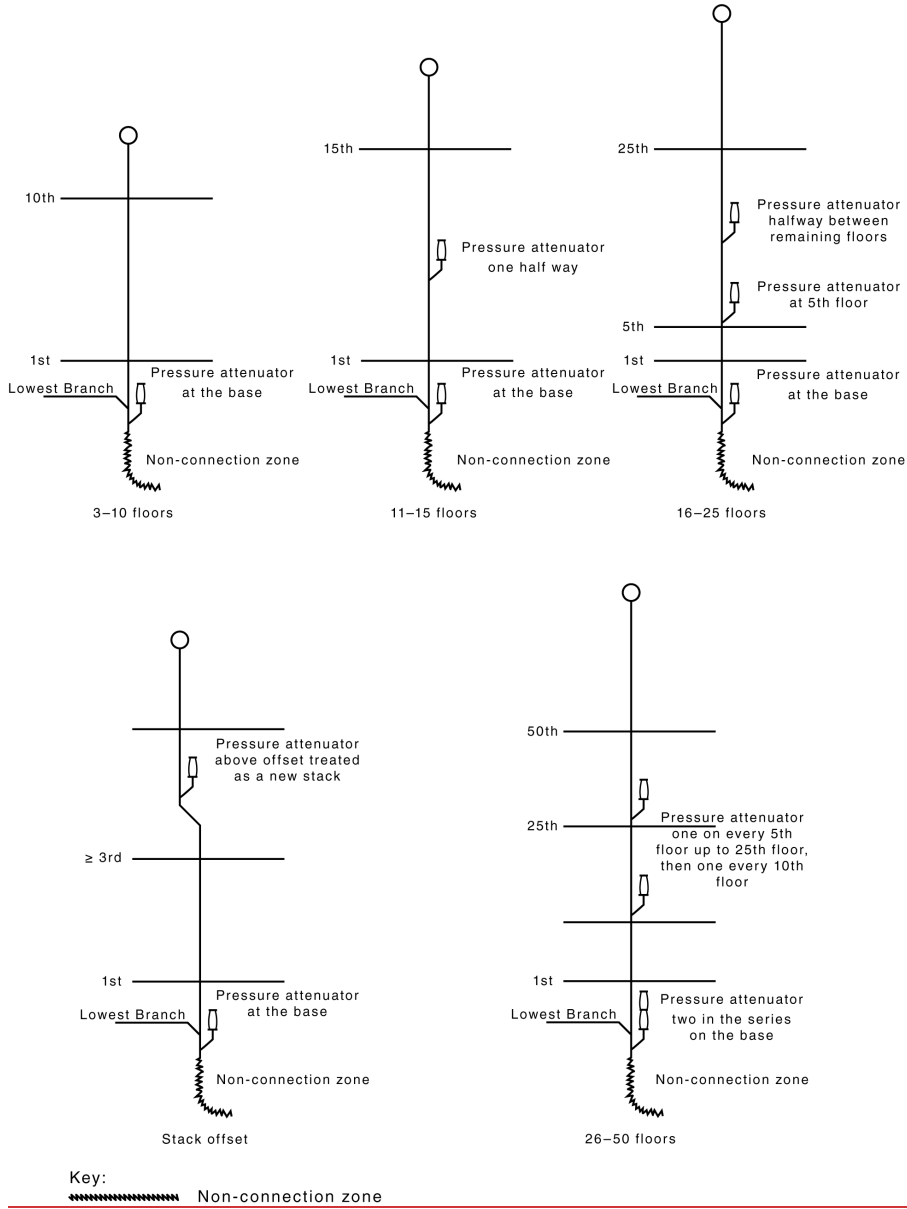 10th
1st
Pressure attenuator
at the base
Lowest Branch
Non-connection zone
3–10 floors
15th
Pressure attenuator
one half way
1st
Pressure attenuator
at the base
Lowest Branch
Non-connection zone
11–15 floors
25th
Pressure attenuator
halfway between
remaining floors
Pressure attenuator
at 5th floor
5th
1st
Pressure attenuator
at the base
Lowest Branch
Non-connection zone
16–25 floors
Pressure attenuator
above offset treated
as a new stack
≥ 3rd
1st
Pressure attenuator
at the base
Lowest Branch
Non-connection zone
Stack offset
50th
25th
Pressure attenuator
one on every 5th
floor up to 25th floor,
then one every 10th
floor
1st
Pressure attenuator
two in the series
on the base
Lowest Branch
Non-connection zone
26–50 floors
Key:
Non-connection zone